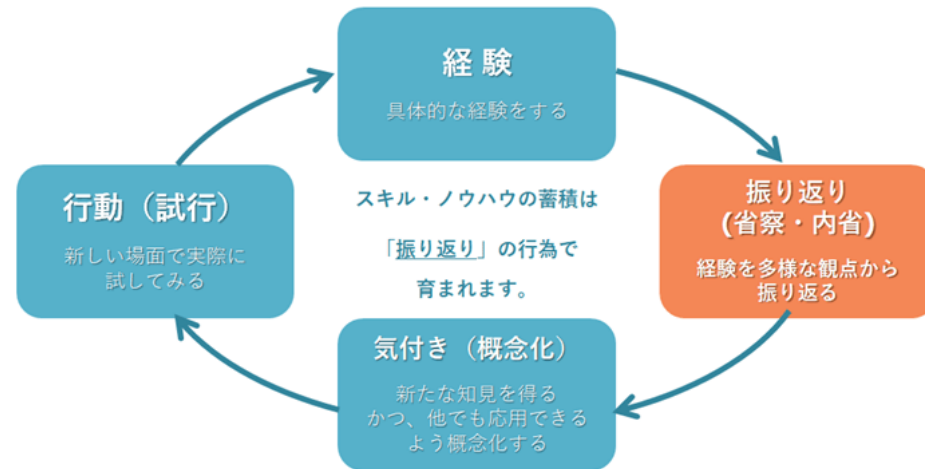 経 験
具体的な経験をする
行動（試行）
新しい場面で実際に
試してみる
スキル・ノウハウの蓄積は
「振り返り」の行為で
育まれます。
振り返り
(省察・内省)
経験を多様な観点から
振り返る
気付き（概念化）
新たな知見を得る
かつ、他でも応用できる
よう概念化する